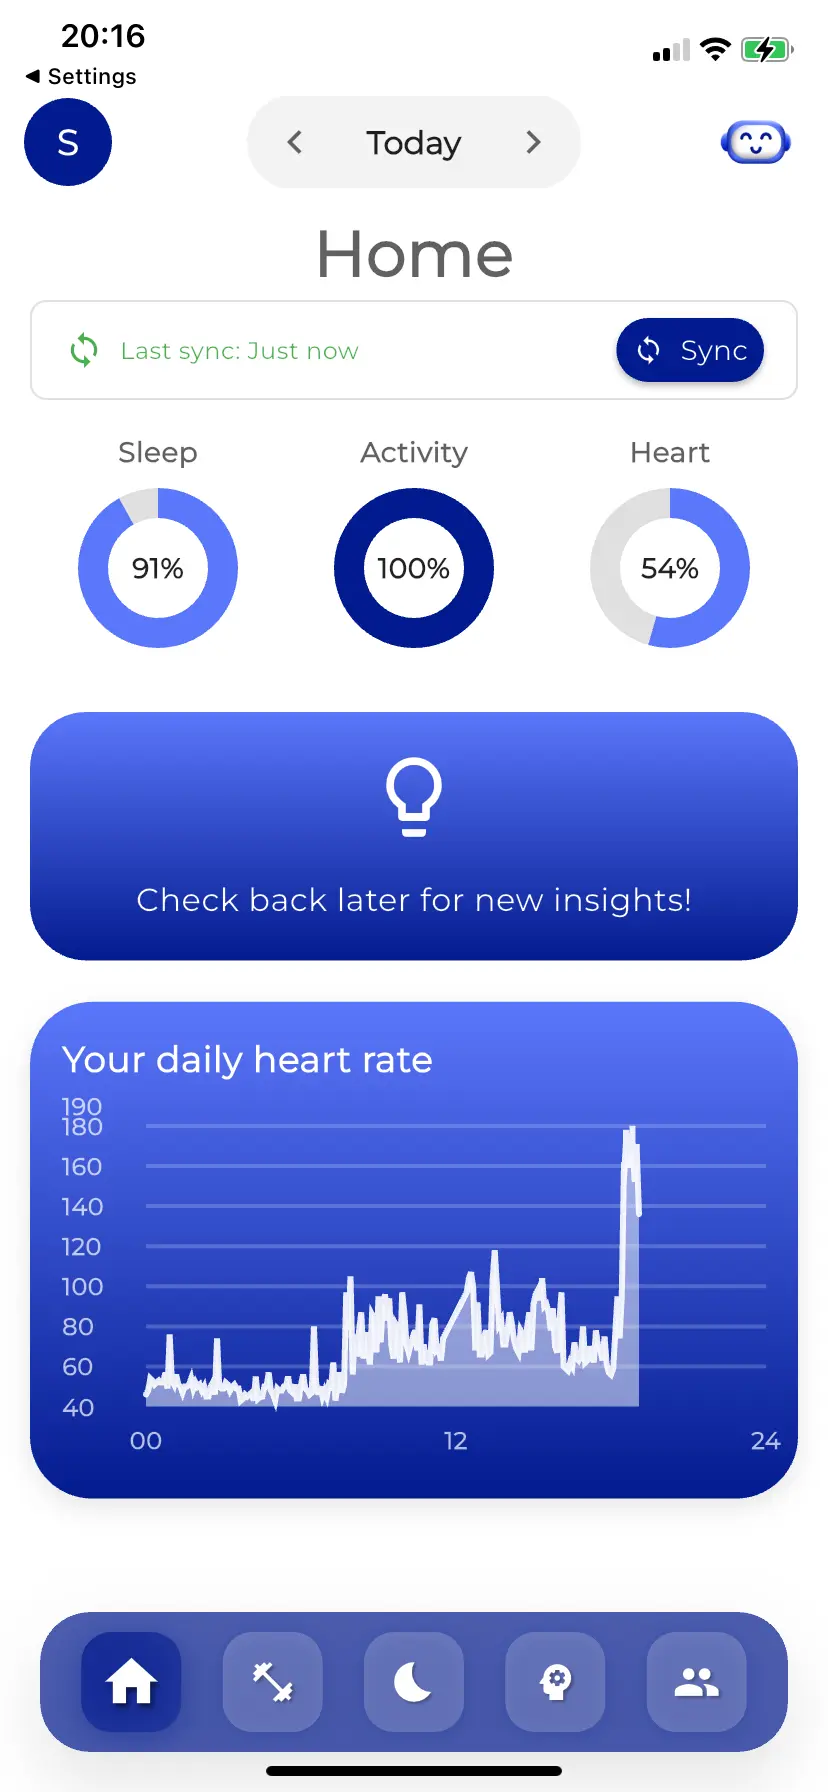 20:16
◀ Settings
S
Today
Home
Last sync: Just now
Sync
Sleep
Activity
Heart
91%
100%
54%
Check back later for new insights!
Your daily heart rate
190
180
160
140
120
100
80
60
40
00
12
24